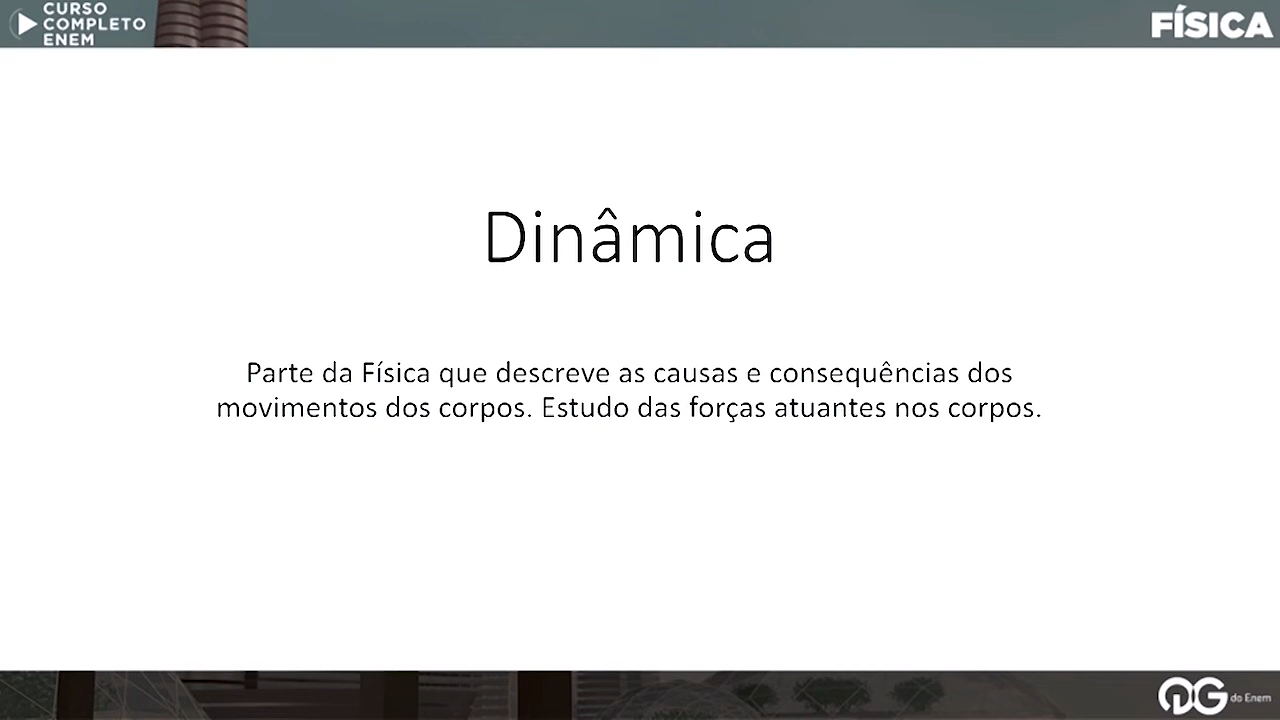 CURSO
COMPLETO
ENEM
FÍSICA
Dinâmica
Parte da Física que descreve as causas e consequências dos
movimentos dos corpos. Estudo das forças atuantes nos corpos.
QG do Enem